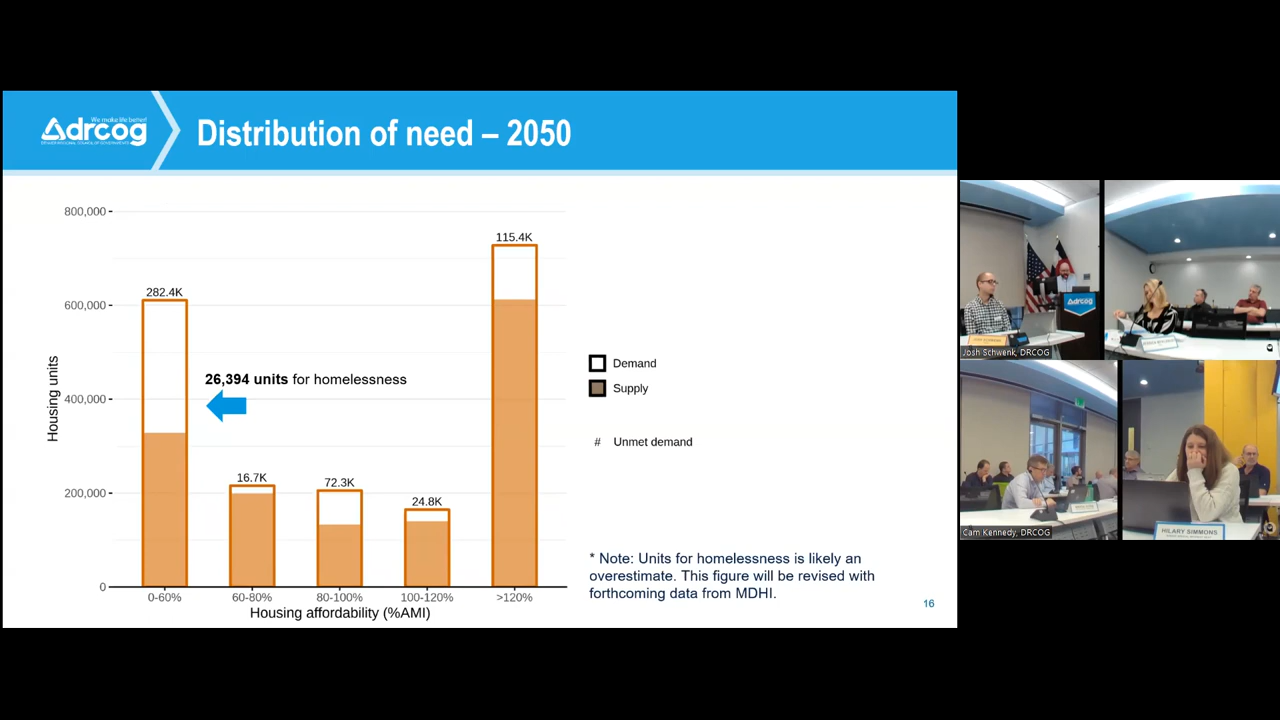 We make life better!
drcog
DENVER REGIONAL COUNCIL OF GOVERNMENTS
Distribution of need – 2050
800,000
600,000
400,000
200,000
0
Housing units
282.4K
16.7K
72.3K
24.8K
115.4K
26,394 units for homelessness
0-60%
60-80%
80-100%
100-120%
>120%
Housing affordability (%AMI)
Demand
Supply
# Unmet demand
* Note: Units for homelessness is likely an
overestimate. This figure will be revised with
forthcoming data from MDHI.
16
drcog
Josh Schwenk, DRCOG
Cam Kennedy, DRCOG
HILARY SIMMONS